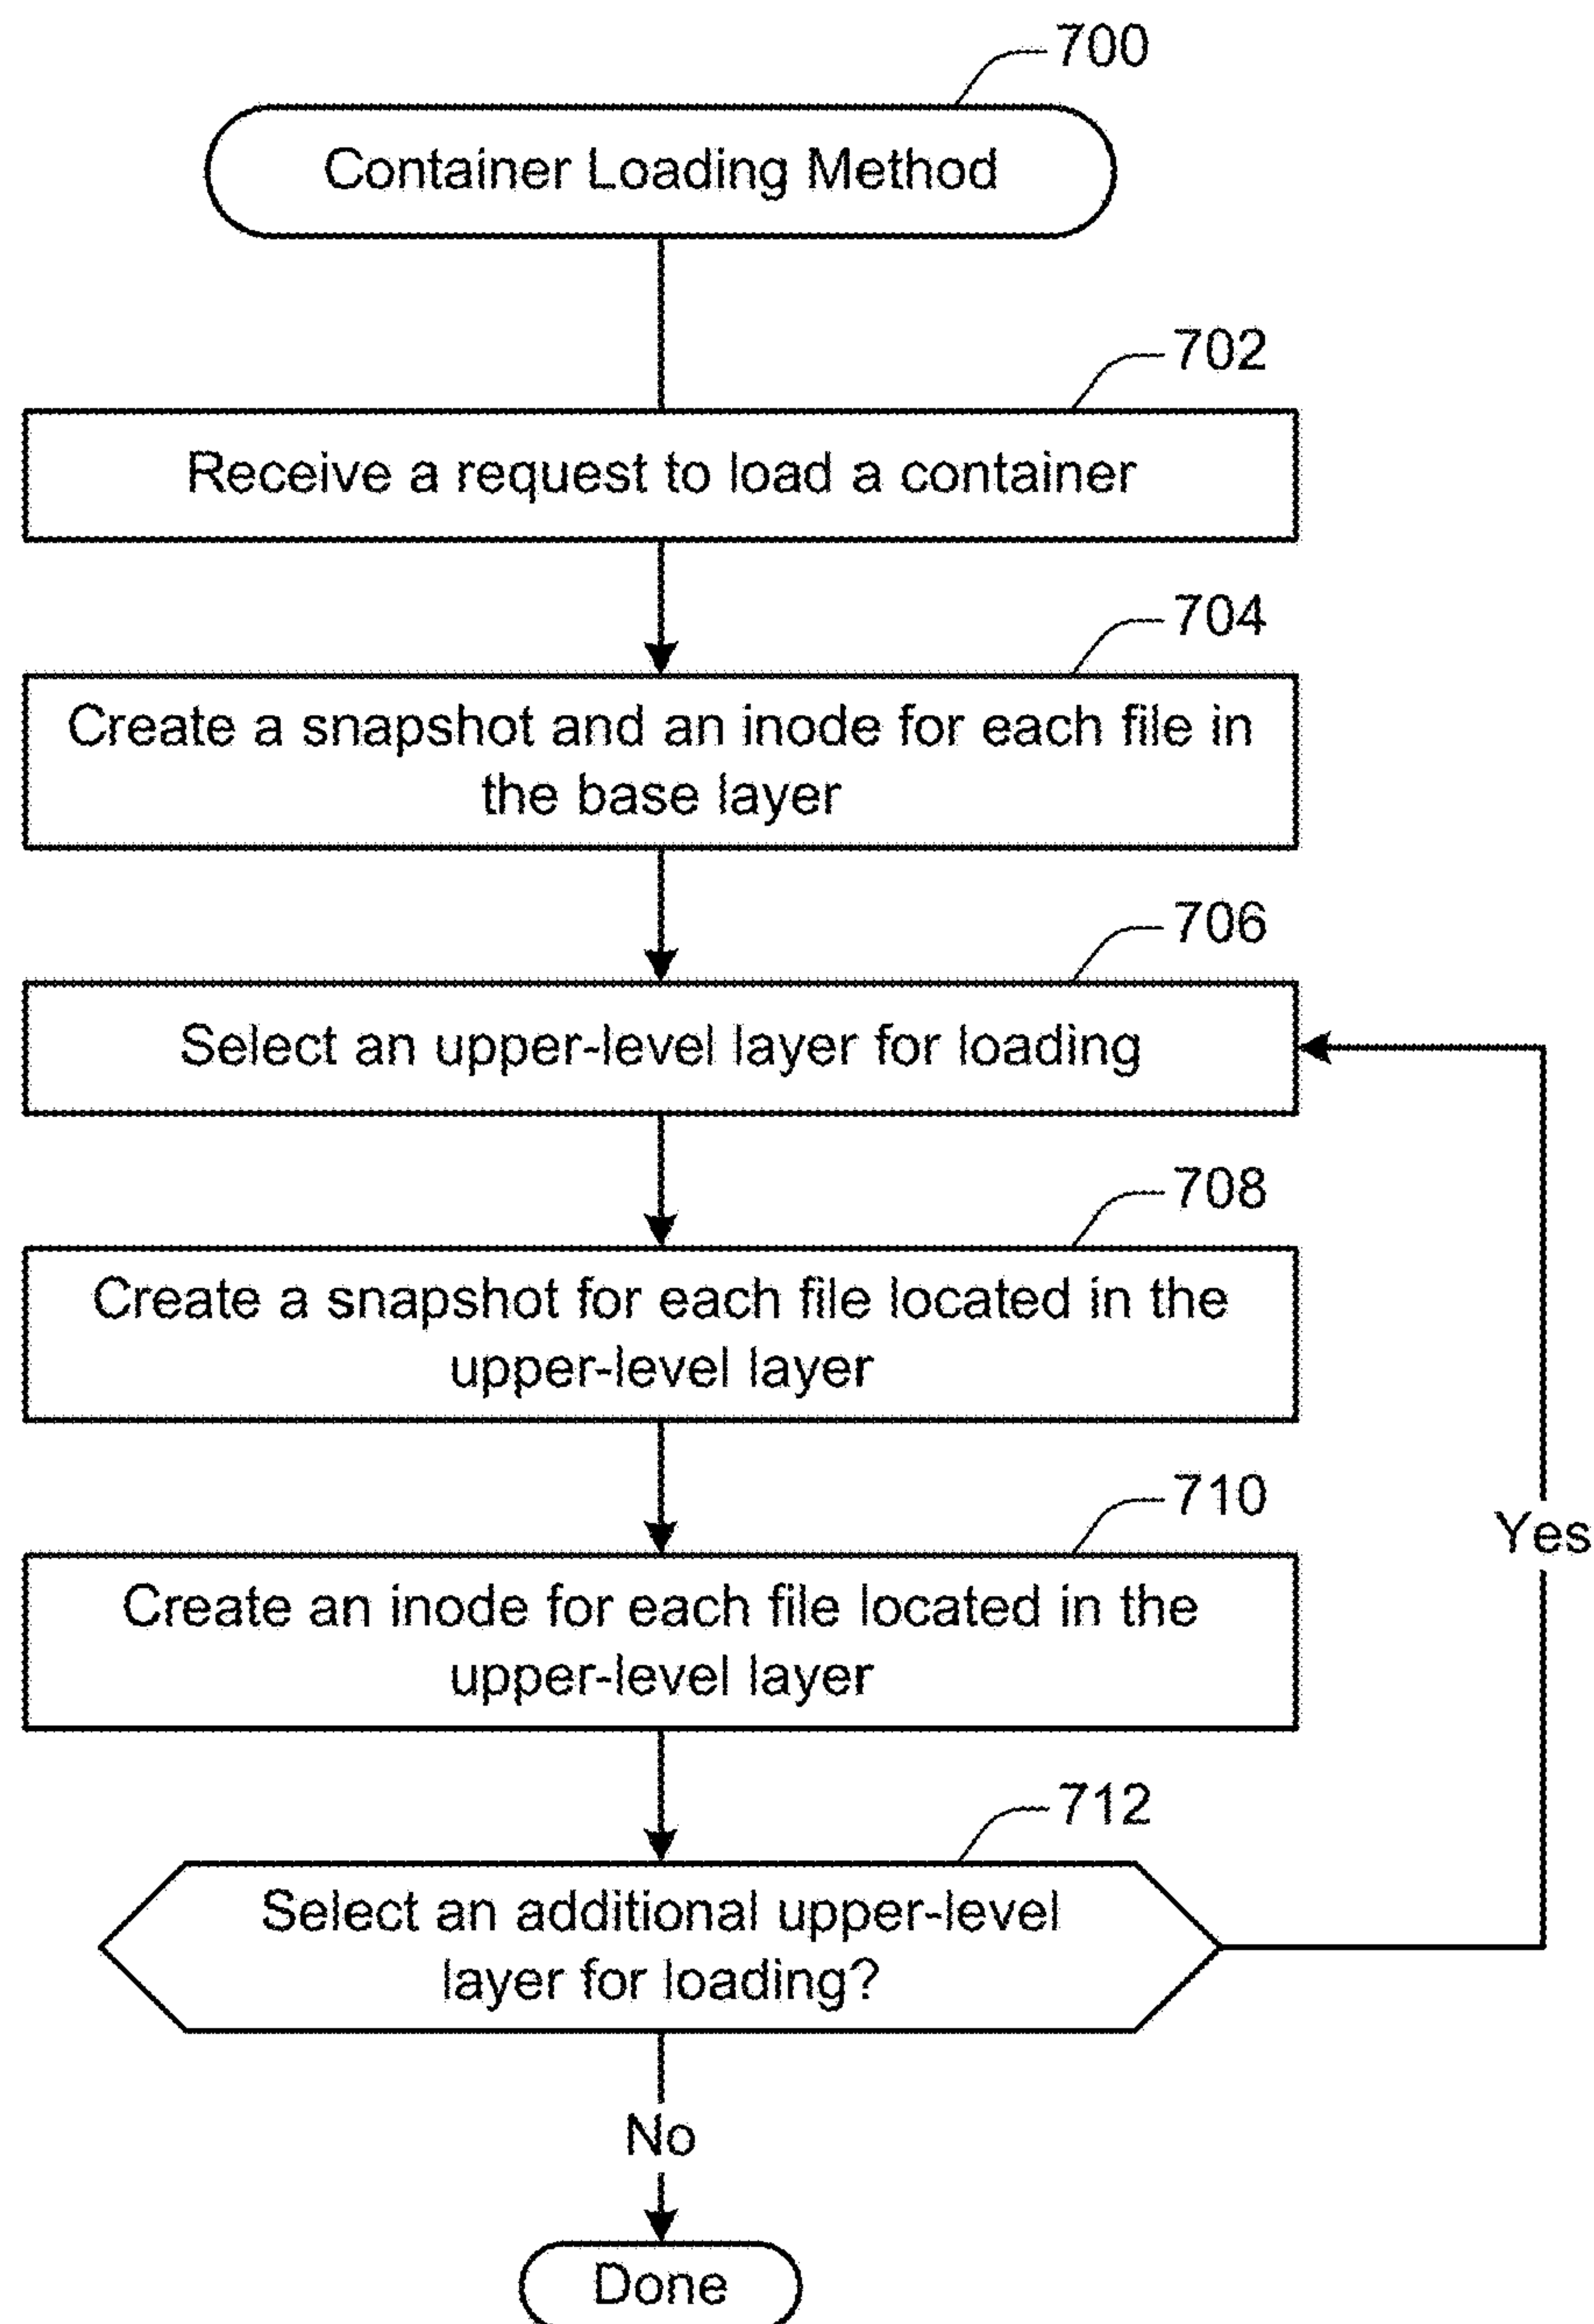 700
Container Loading Method
702
Receive a request to load a container
704
Create a snapshot and an inode for each file in
the base layer
706
Select an upper-level layer for loading
708
Create a snapshot for each file located in the
upper-level layer
710
Create an inode for each file located in the
upper-level layer
Yes
712
Select an additional upper-level
layer for loading?
No
Done